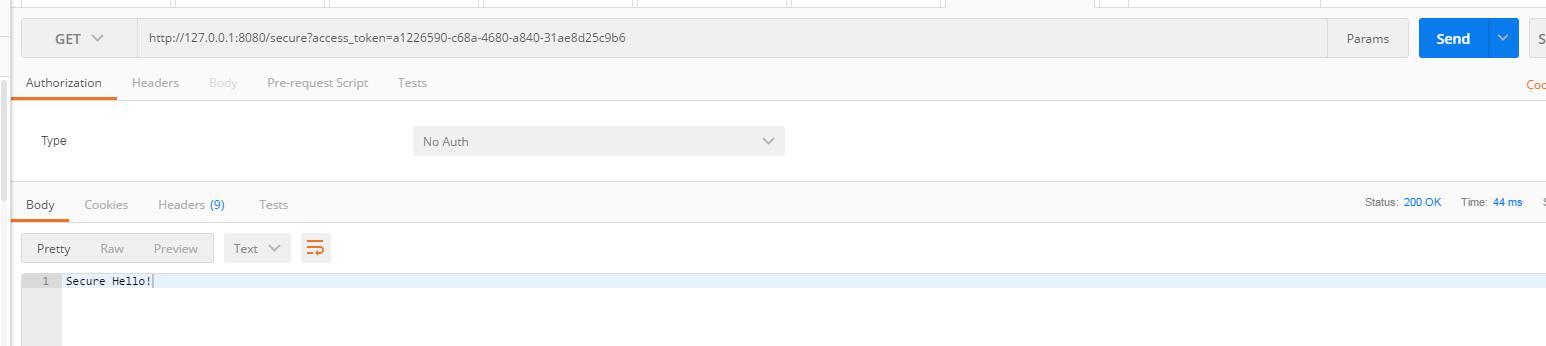 GET http://127.0.0.1:8080/secure?access_token=a1226590-c68a-4680-a840-31ae8d25c9b6 Params Send S
Authorization Headers Body Pre-request Script Tests Coo
Type No Auth
Body Cookies Headers (9) Tests Status: 200 OK Time: 44 ms S
Pretty Raw Preview Text
1 Secure Hello!